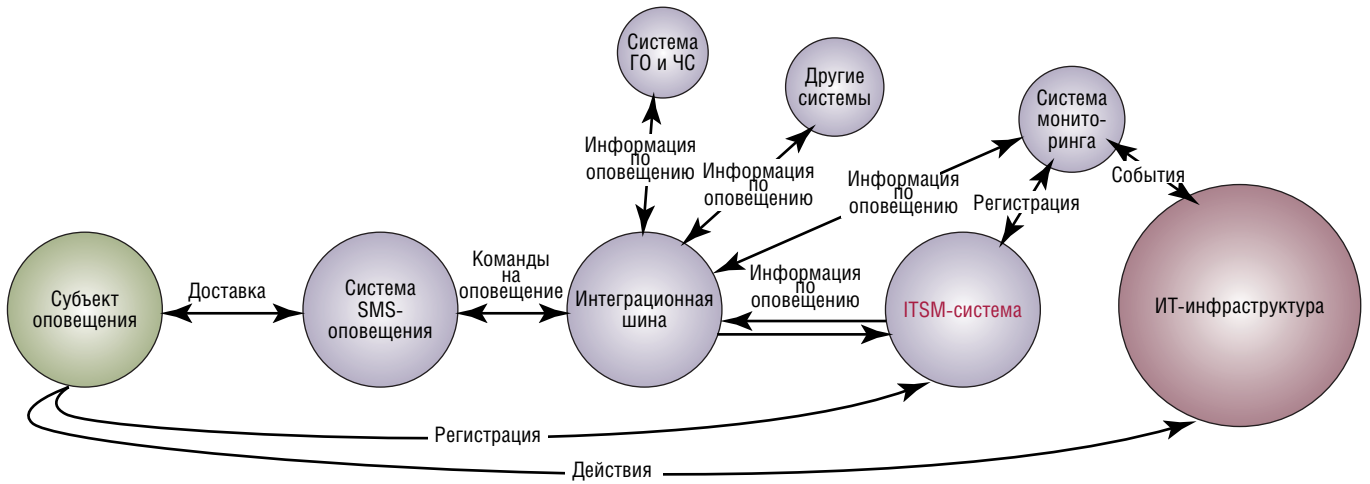 Система
ГО и ЧС
Другие
системы
Система
монито-
ринга
Информация
по
оповещению
Информация
по
оповещению
Информация
по
оповещению
События
Регистрация
Субъект
оповещения
Доставка
Система
SMS-
оповещения
Команды
на
оповещение
Интеграционная
шина
Информация
по
оповещению
ITSM-система
ИТ-инфраструктура
Регистрация
Действия